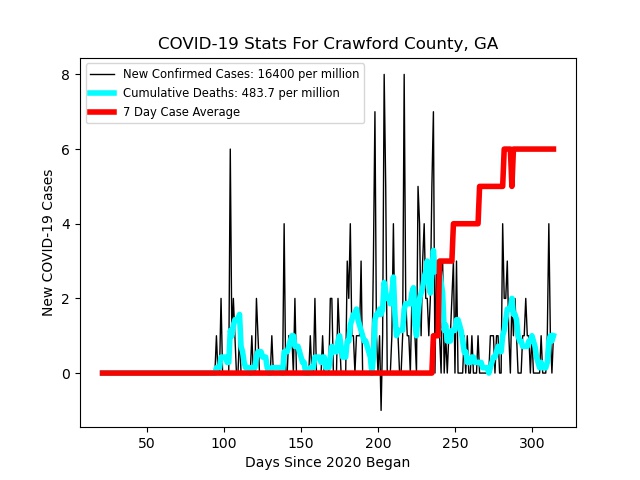 COVID-19 Stats For Crawford County, GA
New Confirmed Cases: 16400 per million
Cumulative Deaths: 483.7 per million
7 Day Case Average
8
6
4
2
0
New COVID-19 Cases
50 100 150 200 250 300
Days Since 2020 Began